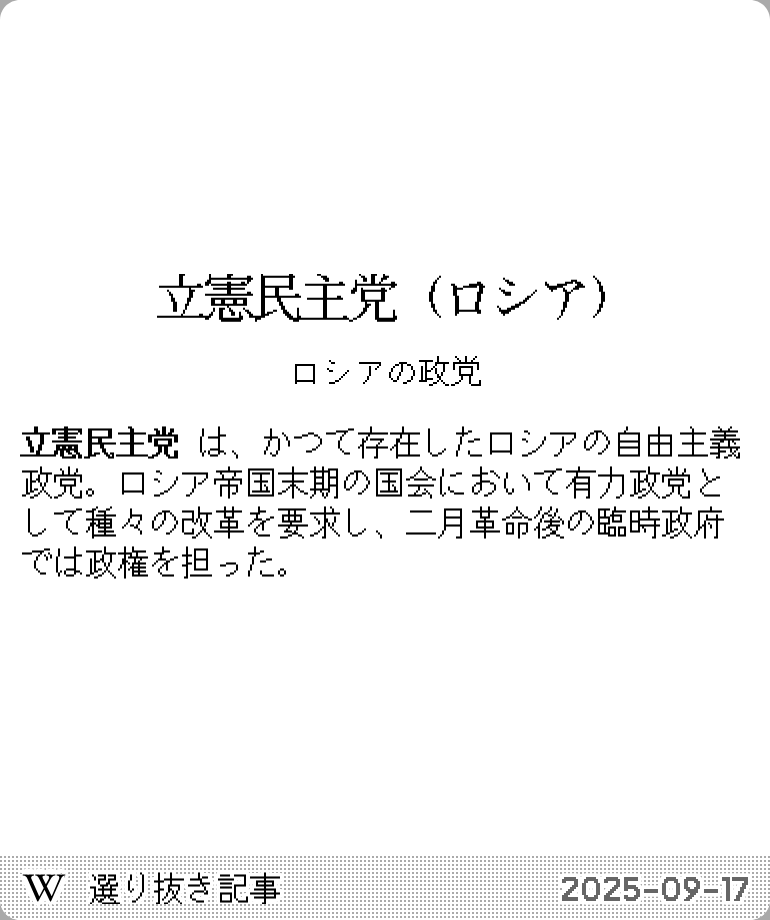 立憲民主党（ロシア）
ロシアの政党
立憲民主党 は、かつて存在したロシアの自由主義
政党。ロシア帝国末期の国会において有力政党と
して種々の改革を要求し、二月革命後の臨時政府
では政権を担った。
W 選り抜き記事 2025-09-17